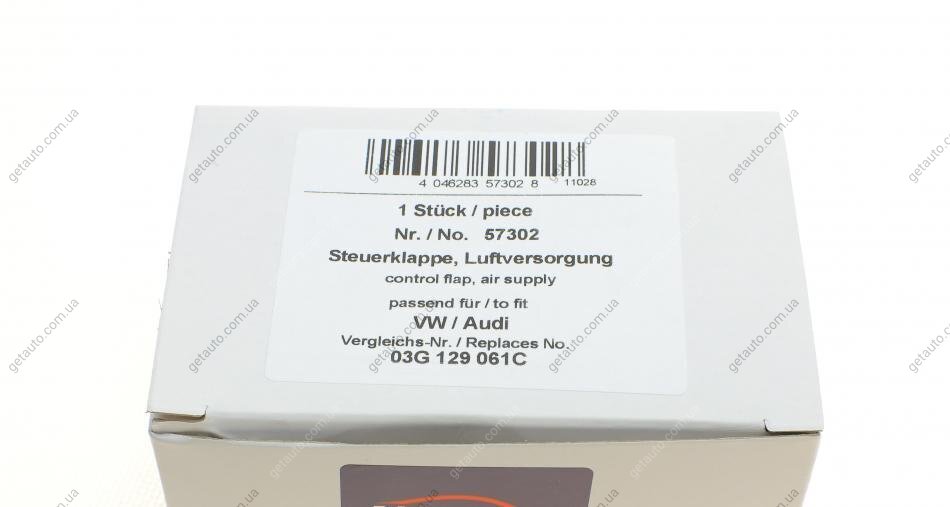 4 046283 57302 8 11028
1 Stück / piece
Nr. / No. 57302
Steuerklappe, Luftversorgung
control flap, air supply
passend für / to fit
VW / Audi
Vergleichs-Nr. / Replaces No.
03G 129 061C
getauto.com.ua